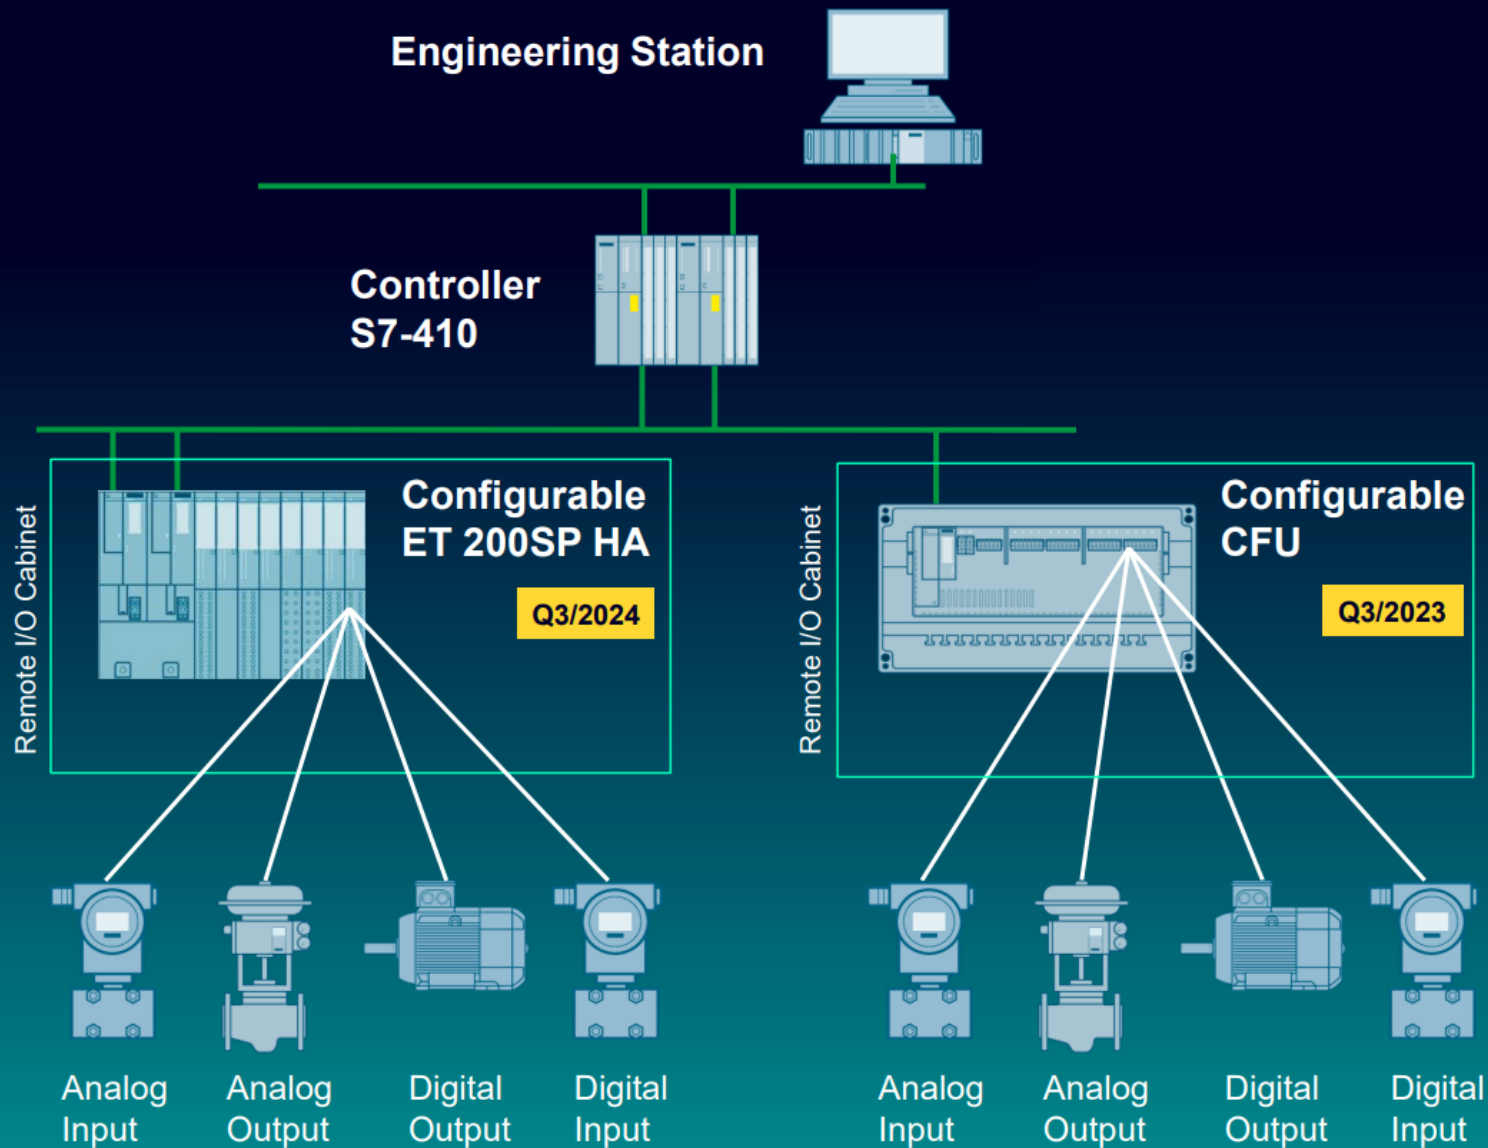 Engineering Station
Controller
S7-410
Remote I/O Cabinet
Configurable
ET 200SP HA
Q3/2024
Remote I/O Cabinet
Configurable
CFU
Q3/2023
Analog
Input
Analog
Output
Digital
Output
Digital
Input
Analog
Input
Analog
Output
Digital
Output
Digital
Input